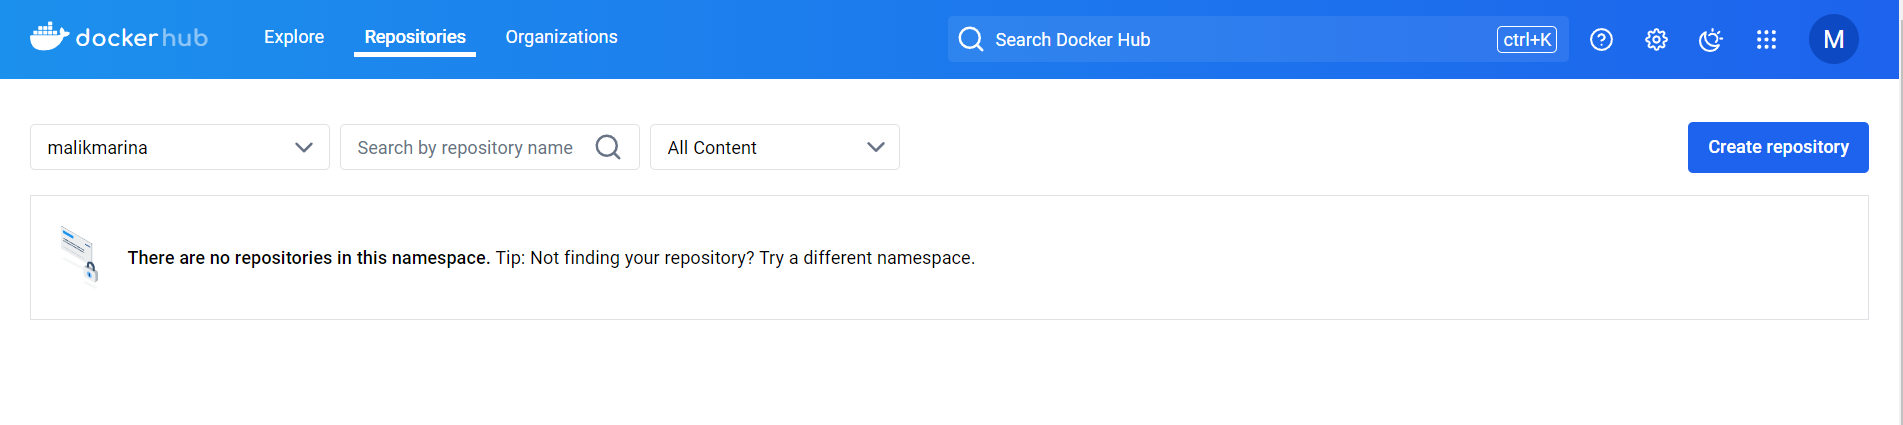 docker hub
Explore
Repositories
Organizations
Search Docker Hub
ctrl+K
M
malikmarina
Search by repository name
All Content
Create repository
There are no repositories in this namespace. Tip: Not finding your repository? Try a different namespace.